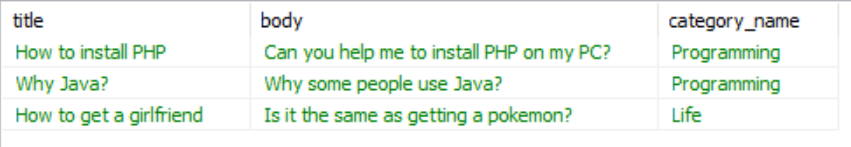 title body category_name
How to install PHP Can you help me to install PHP on my PC? Programming
Why Java? Why some people use Java? Programming
How to get a girlfriend Is it the same as getting a pokemon? Life